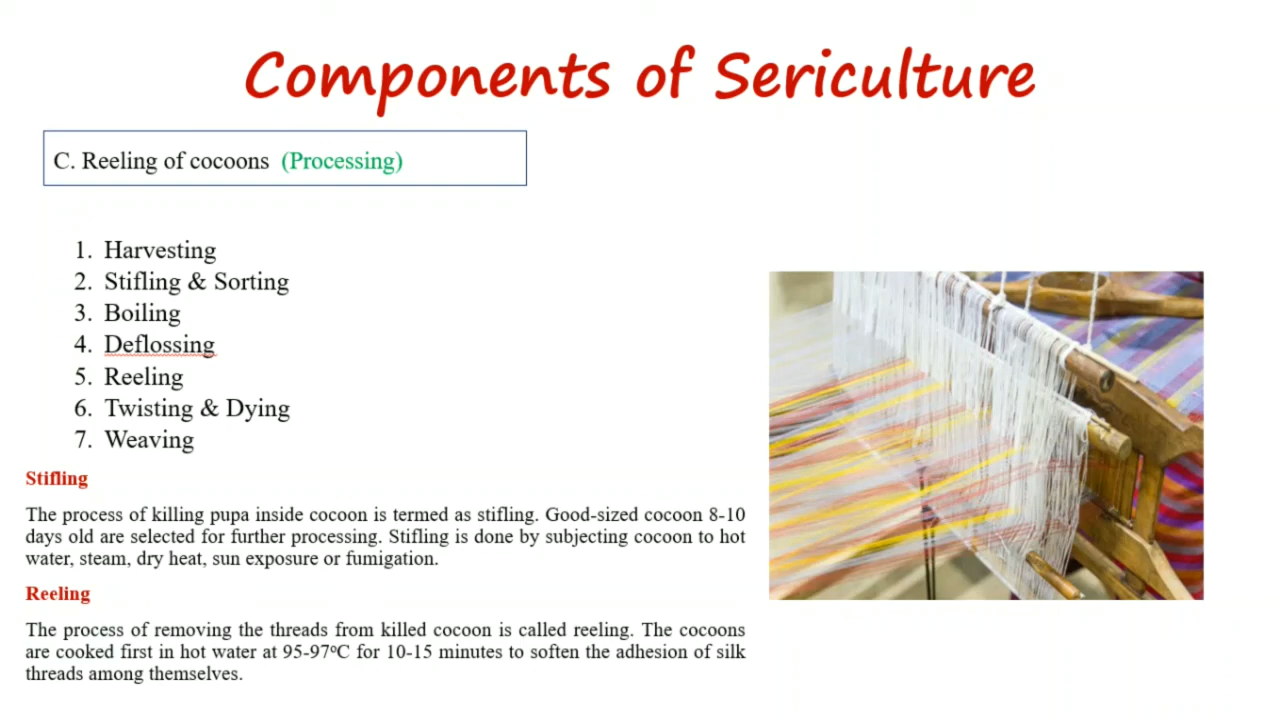 Components of Sericulture
C. Reeling of cocoons (Processing)
1. Harvesting
2. Stifling & Sorting
3. Boiling
4. Deflossing
5. Reeling
6. Twisting & Dying
7. Weaving
Stifling
The process of killing pupa inside cocoon is termed as stifling. Good-sized cocoon 8-10
days old are selected for further processing. Stifling is done by subjecting cocoon to hot
water, steam, dry heat, sun exposure or fumigation.
Reeling
The process of removing the threads from killed cocoon is called reeling. The cocoons
are cooked first in hot water at 95-97ºC for 10-15 minutes to soften the adhesion of silk
threads among themselves.